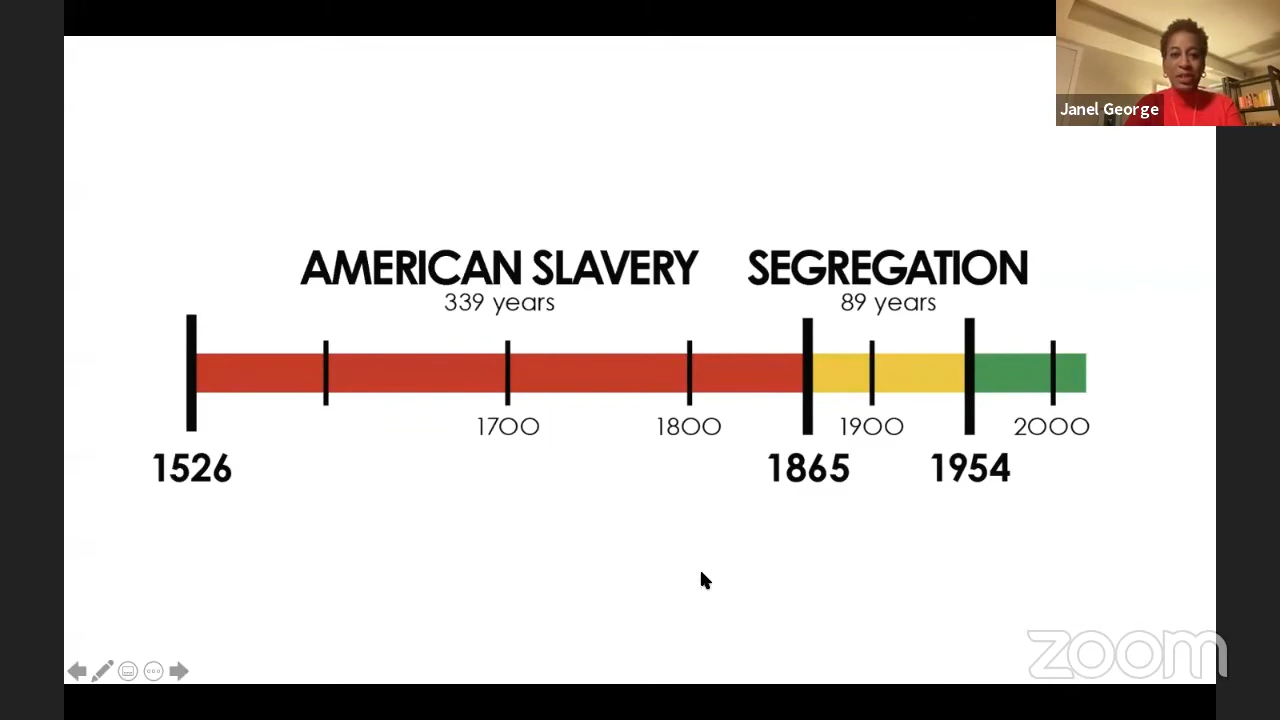 Janel George
AMERICAN SLAVERY
339 years
SEGREGATION
89 years
1700
1800
1900
2000
1526
1865
1954
zoom